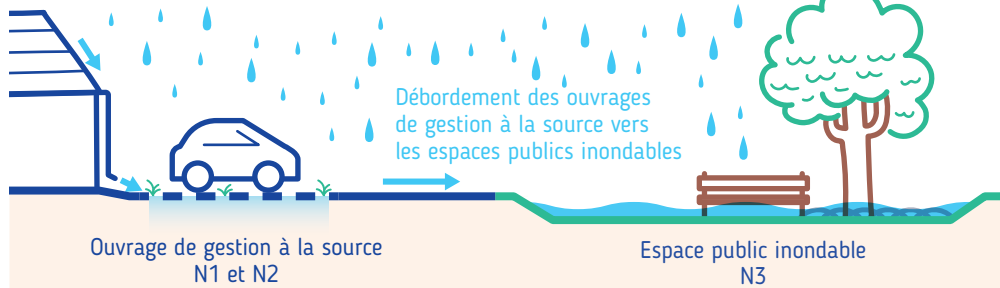 Débordement des ouvrages
de gestion à la source vers
les espaces publics inondables
Ouvrage de gestion à la source
N1 et N2
Espace public inondable
N3